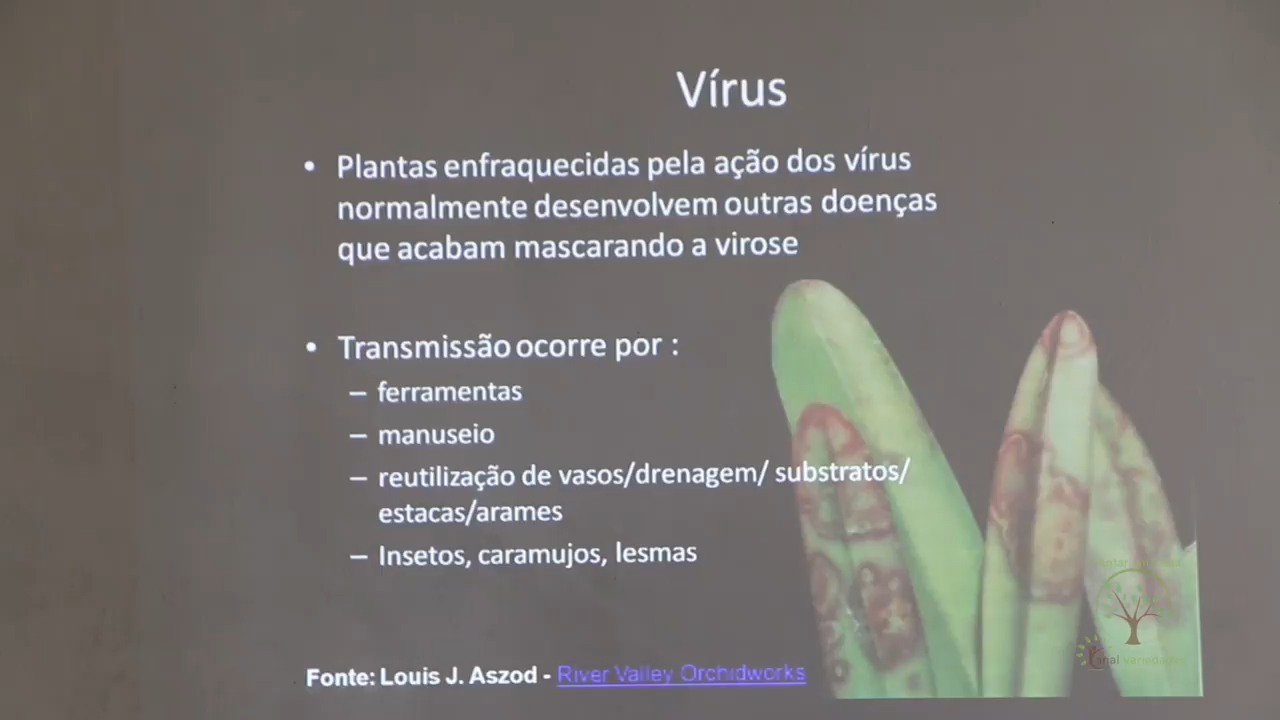 Vírus
• Plantas enfraquecidas pela ação dos vírus
normalmente desenvolvem outras doenças
que acabam mascarando a virose
• Transmissão ocorre por :
– ferramentas
– manuseio
– reutilização de vasos/drenagem/ substratos/
estacas/arames
– Insetos, caramujos, lesmas
Fonte: Louis J. Aszod - River Valley Orchidworks